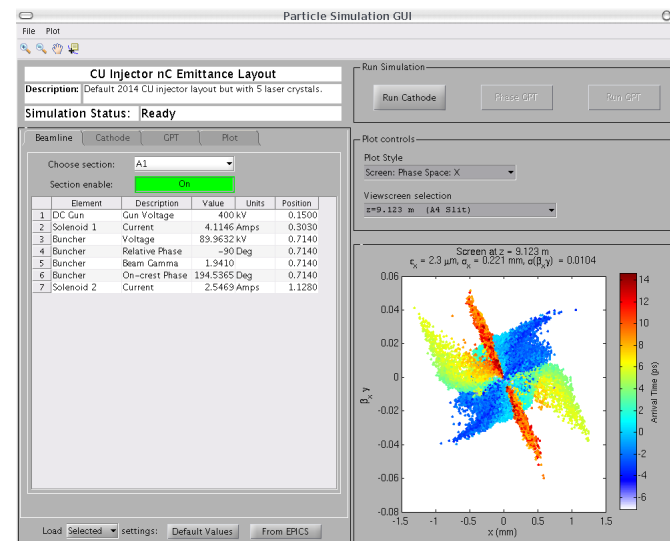 Particle Simulation GUI
File Plot
CU Injector nC Emittance Layout
Description: Default 2014 CU injector layout but with 5 laser crystals.
Simulation Status: Ready
Run Simulation
Run Cathode Phase GPT Run GPT
Beamline Cathode GPT Plot
Choose section: A1
Section enable: On
Element Description Value Units Position
1 DC Gun Gun Voltage 400 kV 0.1500
2 Solenoid 1 Current 4.1146 Amps 0.3030
3 Buncher Voltage 89.9632 kV 0.7140
4 Buncher Relative Phase -90 Deg 0.7140
5 Buncher Beam Gamma 1.9410 0.7140
6 Buncher On-crest Phase 194.5365 Deg 0.7140
7 Solenoid 2 Current 2.5469 Amps 1.1280
Load Selected settings: Default Values From EPICS
Plot controls
Plot Style
Screen: Phase Space: X
Viewscreen selection
z=9.123 m (A4 Slit)
Screen at z = 9.123 m
εx = 2.3 μm, σx = 0.221 mm, σ(βxγ) = 0.0104
0.06
0.04
0.02
0
-0.02
-0.04
-0.06
-0.08
βx γ
-1.5 -1 -0.5 0 0.5 1 1.5
x (mm)
14
12
10
8
6
4
2
0
-2
-4
-6
Arrival Time (ps)